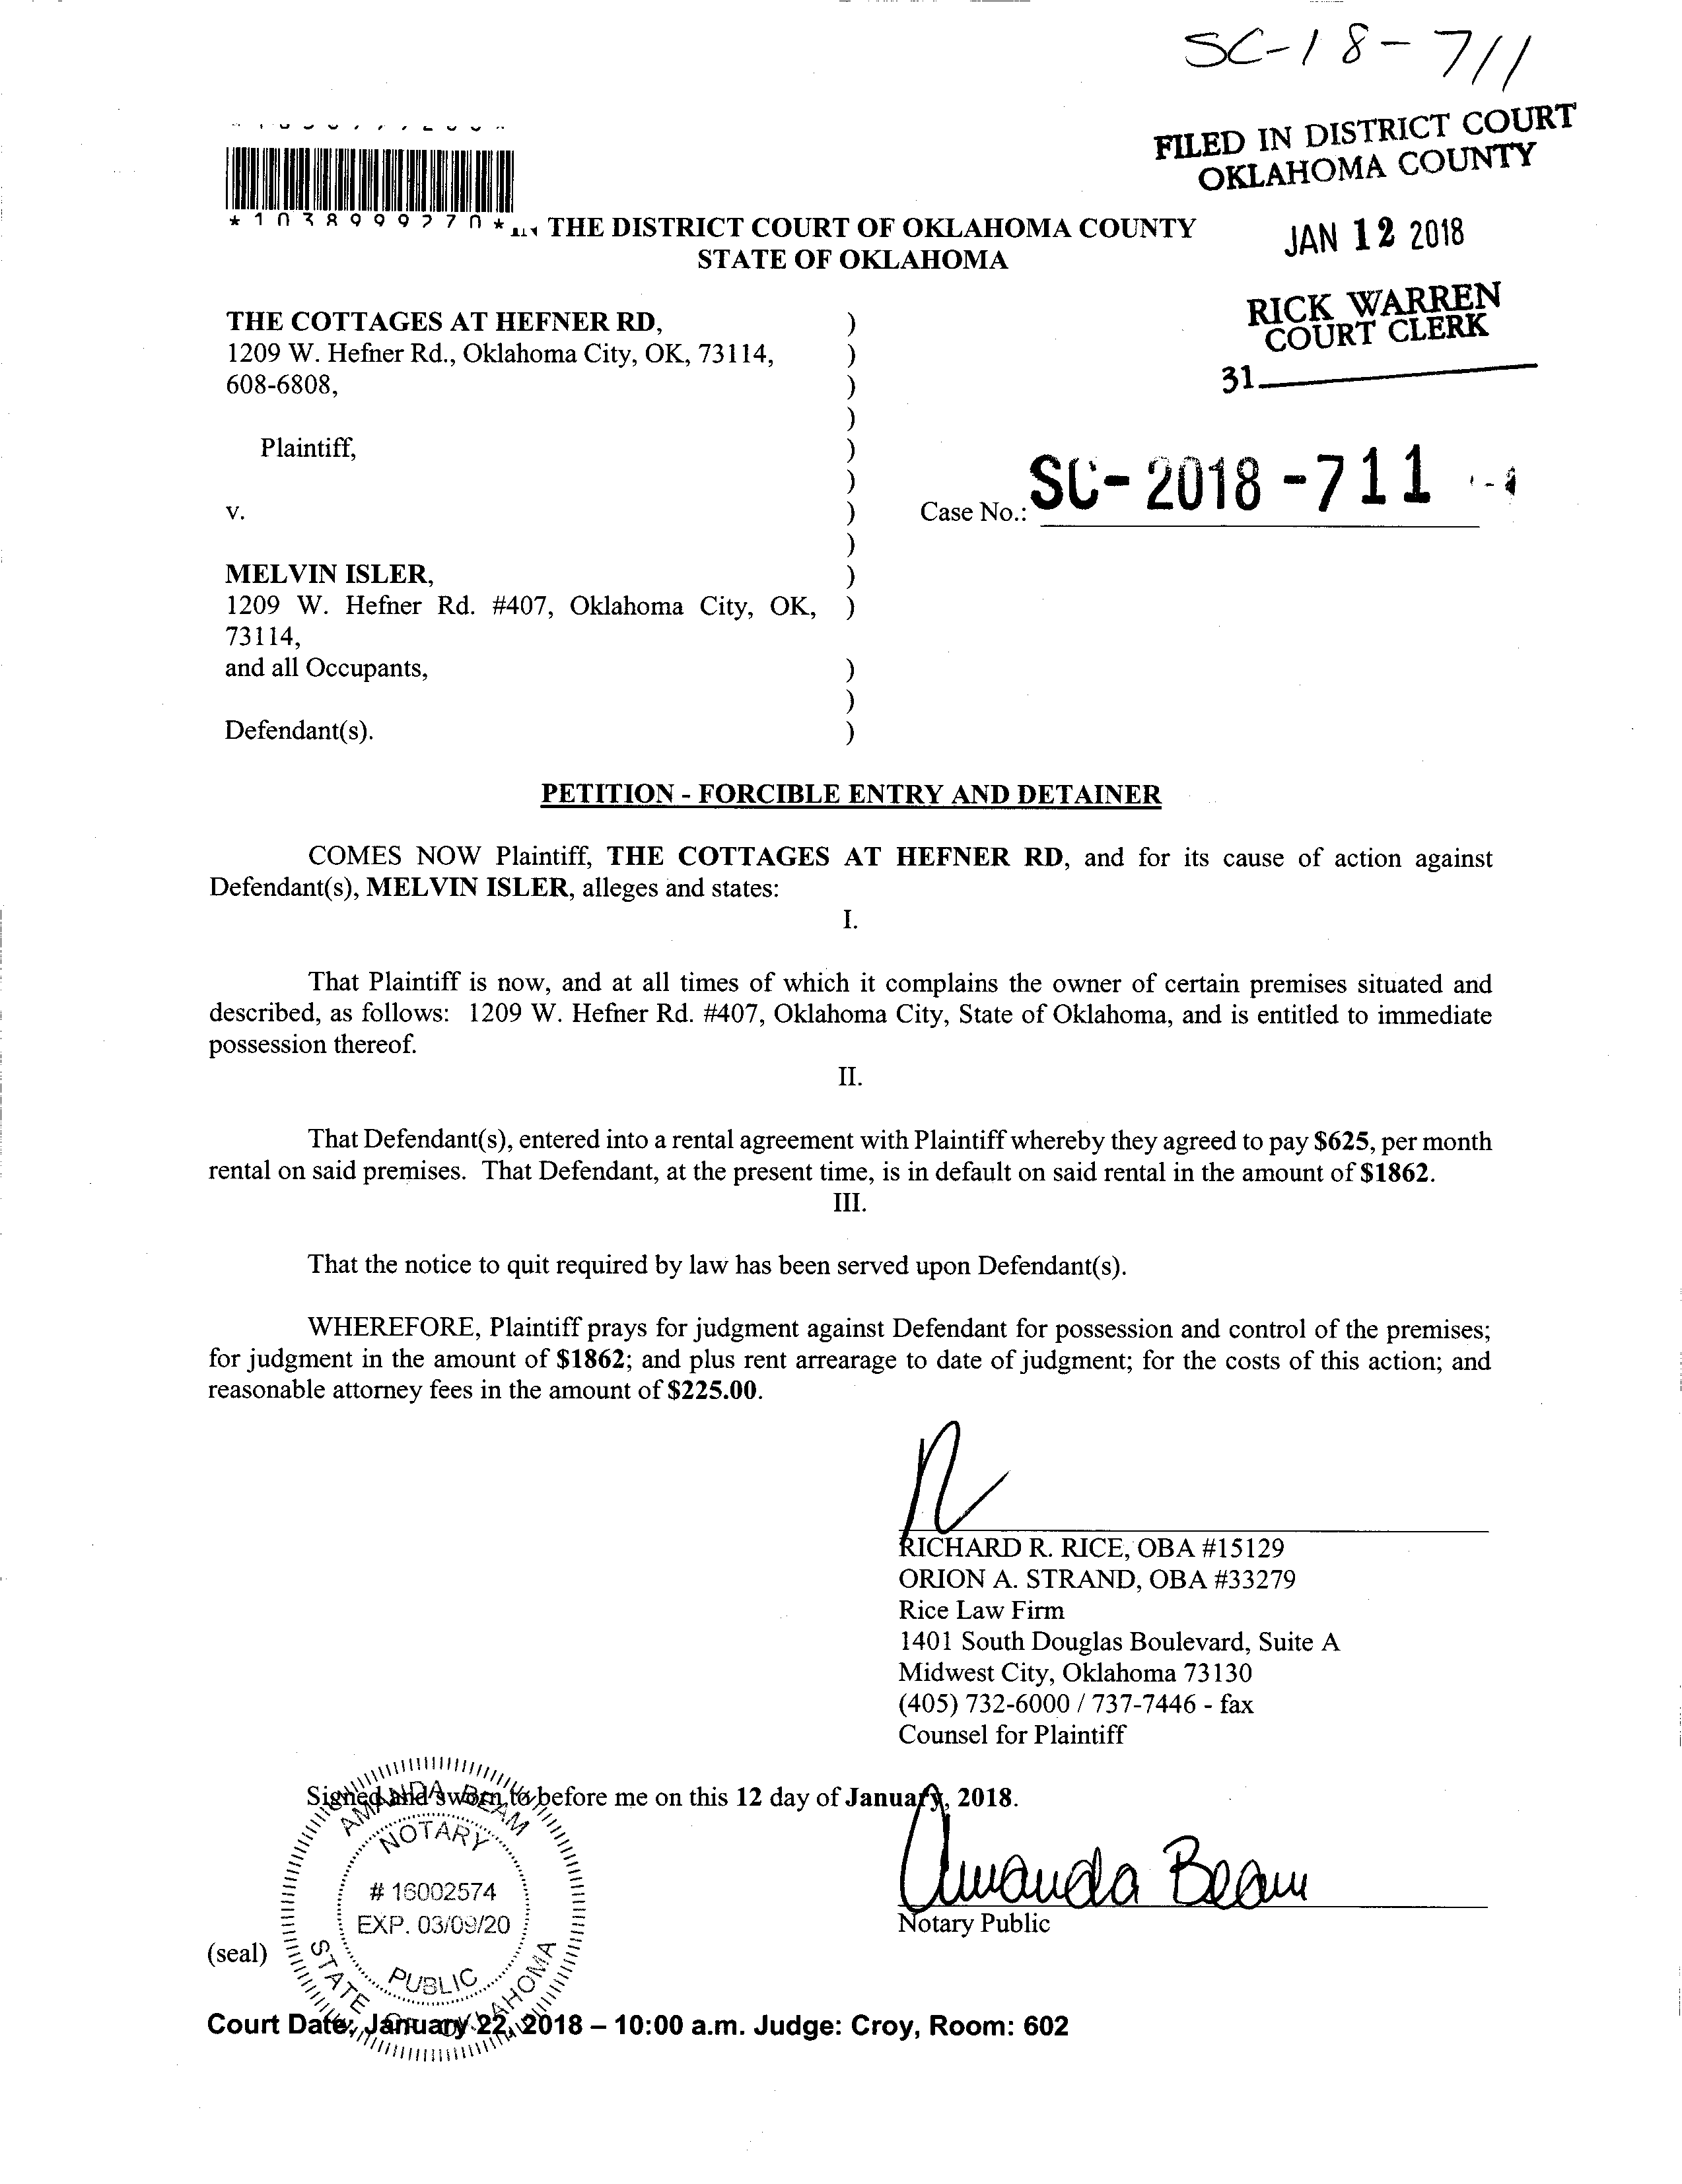 SC-18-711
FILED IN DISTRICT COURT
OKLAHOMA COUNTY
JAN 12 2018
RICK WARREN
COURT CLERK
31
*1038999270*
THE DISTRICT COURT OF OKLAHOMA COUNTY
STATE OF OKLAHOMA
THE COTTAGES AT HEFNER RD, )
1209 W. Hefner Rd., Oklahoma City, OK, 73114, )
608-6808, )
)
Plaintiff, )
)
v. ) Case No.: SC-2018-711
)
MELVIN ISLER, )
1209 W. Hefner Rd. #407, Oklahoma City, OK, )
73114,
and all Occupants, )
)
Defendant(s). )
PETITION - FORCIBLE ENTRY AND DETAINER
COMES NOW Plaintiff, THE COTTAGES AT HEFNER RD, and for its cause of action against
Defendant(s), MELVIN ISLER, alleges and states:
I.
That Plaintiff is now, and at all times of which it complains the owner of certain premises situated and
described, as follows: 1209 W. Hefner Rd. #407, Oklahoma City, State of Oklahoma, and is entitled to immediate
possession thereof.
II.
That Defendant(s), entered into a rental agreement with Plaintiff whereby they agreed to pay $625, per month
rental on said premises. That Defendant, at the present time, is in default on said rental in the amount of $1862.
III.
That the notice to quit required by law has been served upon Defendant(s).
WHEREFORE, Plaintiff prays for judgment against Defendant for possession and control of the premises;
for judgment in the amount of $1862; and plus rent arrearage to date of judgment; for the costs of this action; and
reasonable attorney fees in the amount of $225.00.
RICHARD R. RICE, OBA #15129
ORION A. STRAND, OBA #33279
Rice Law Firm
1401 South Douglas Boulevard, Suite A
Midwest City, Oklahoma 73130
(405) 732-6000 / 737-7446 - fax
Counsel for Plaintiff
Signed and sworn to before me on this 12 day of January, 2018.
AMANDA BEAM
NOTARY
# 16002574
EXP. 03/09/20
PUBLIC
STATE OF OKLAHOMA
Amanda Beam
Notary Public
(seal)
Court Date: January 22, 2018 – 10:00 a.m. Judge: Croy, Room: 602